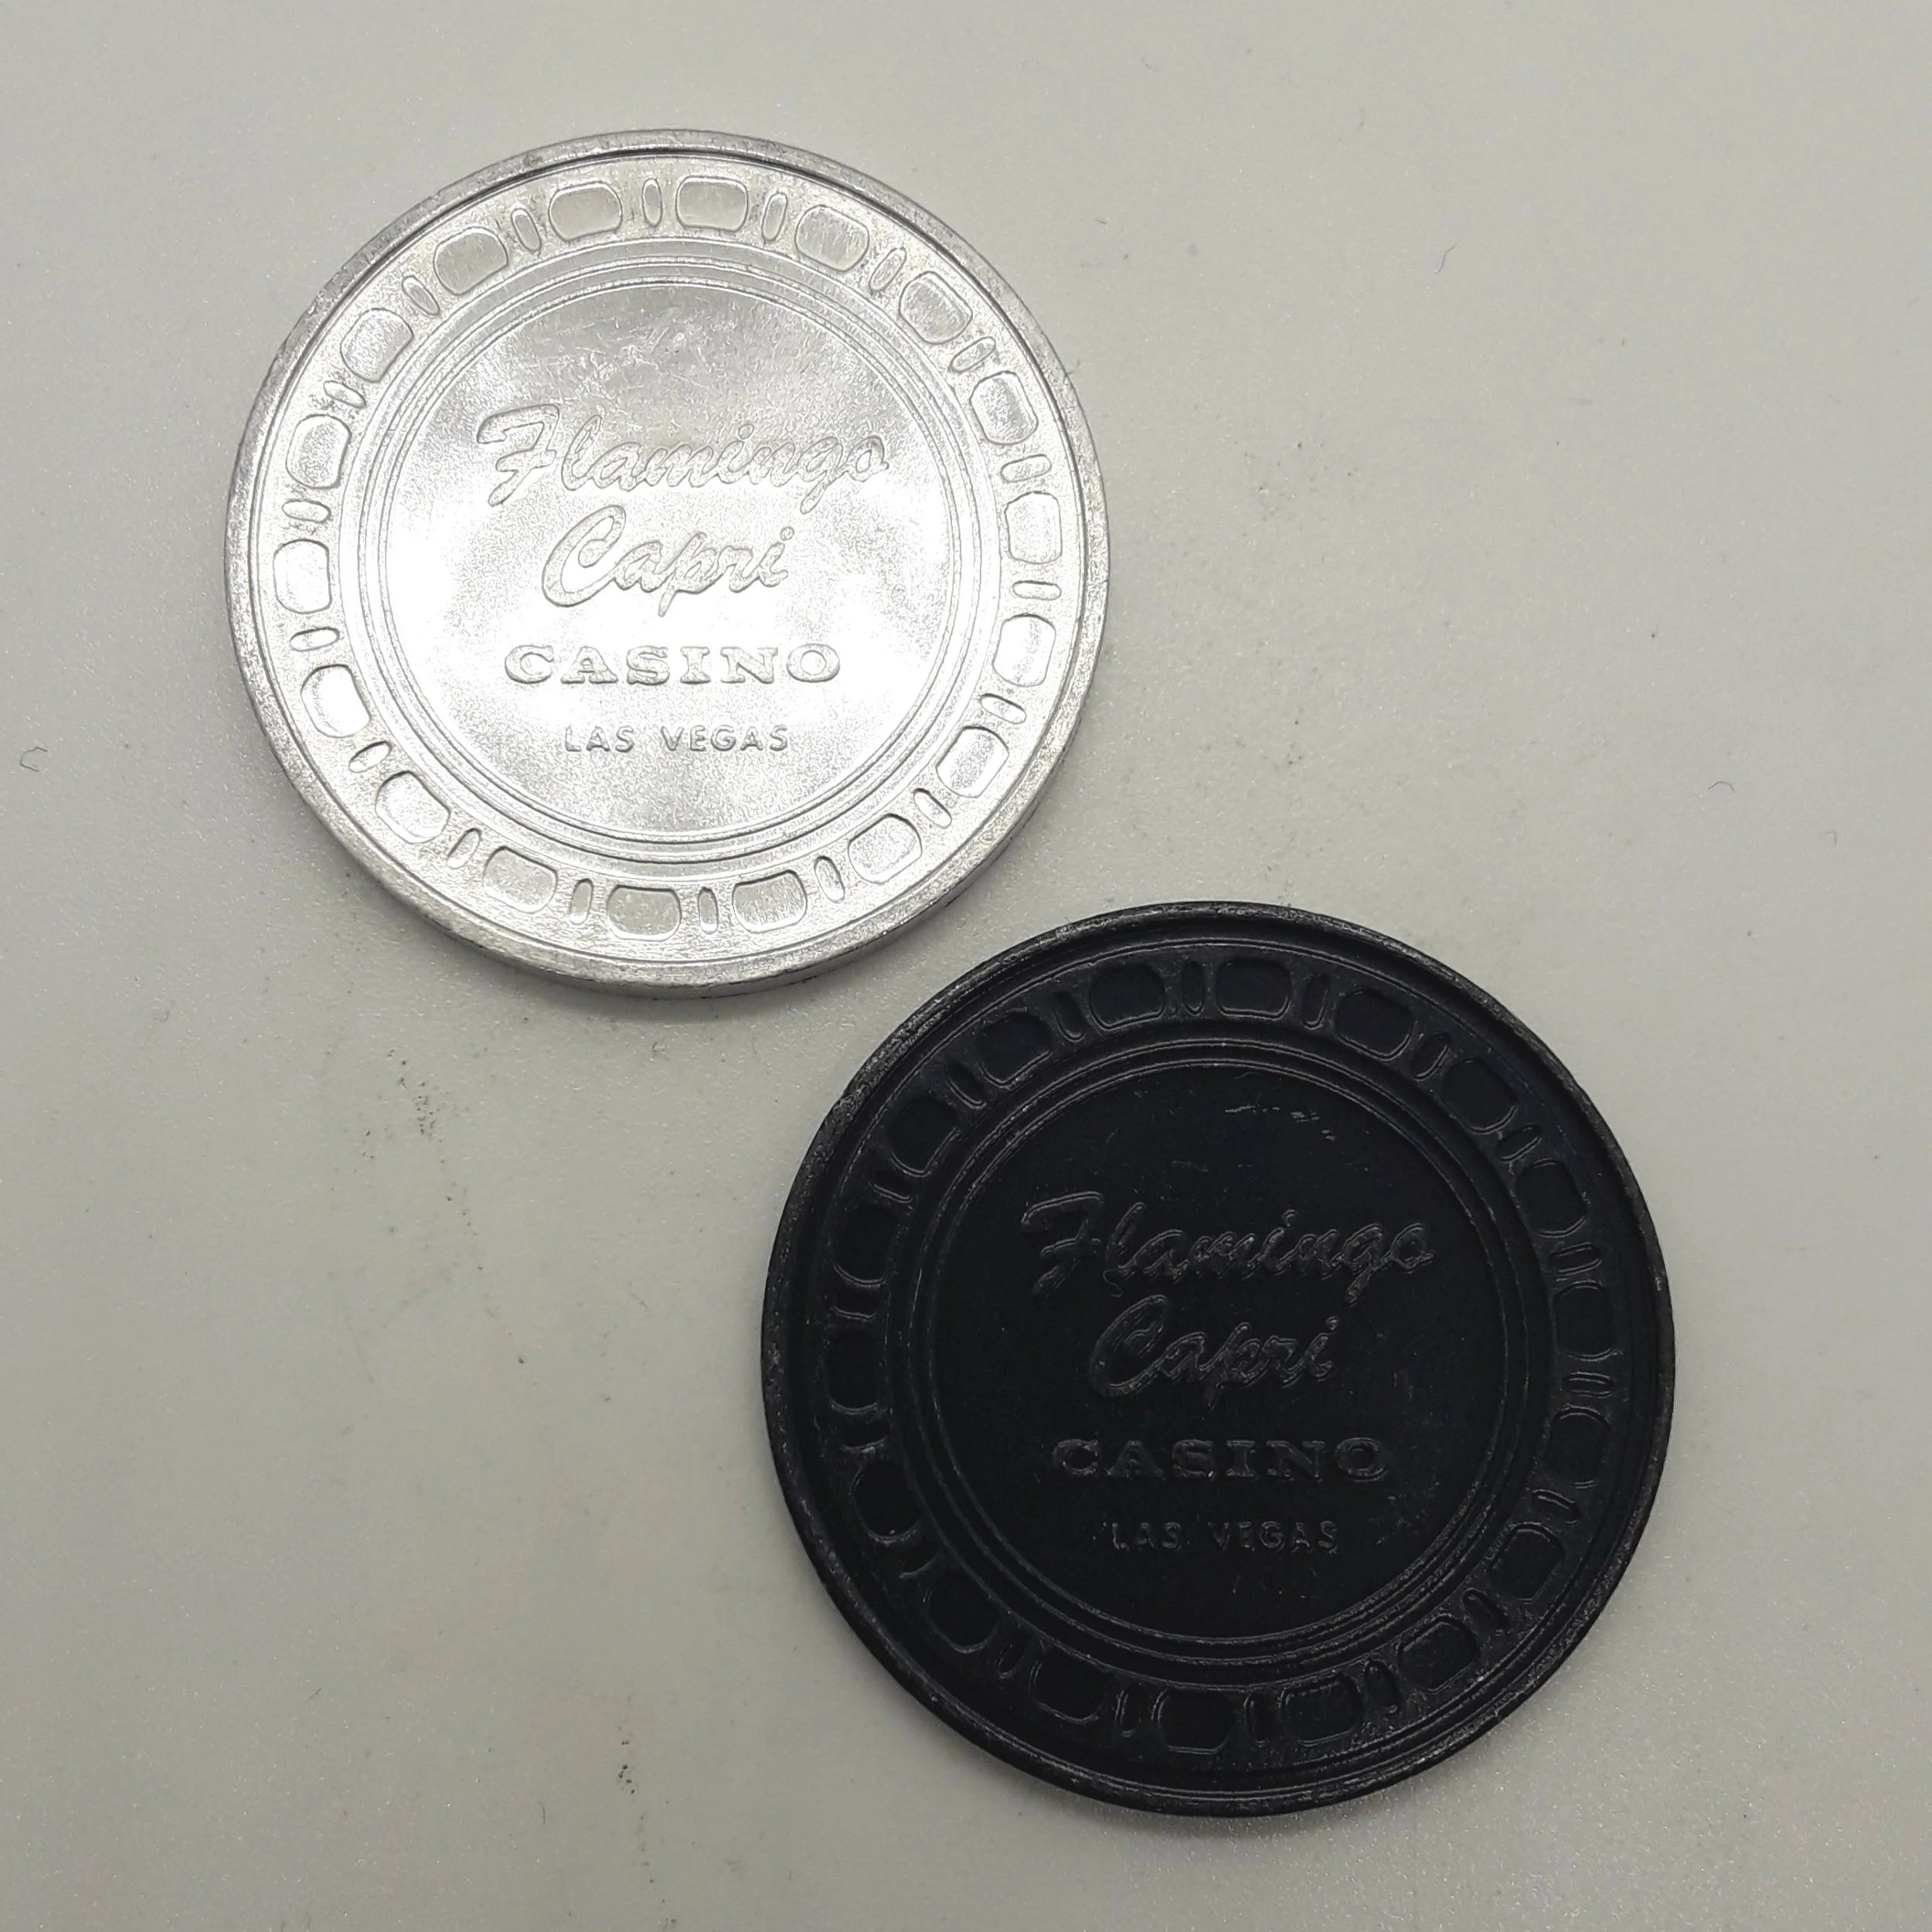 Flamingo
Capri
CASINO
LAS VEGAS
Flamingo
Capri
CASINO
LAS VEGAS